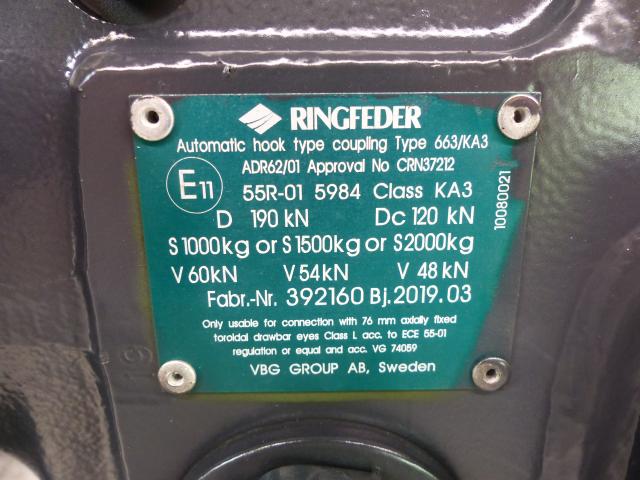 RINGFEDER
Automatic hook type coupling Type 663/KA3
ADR62/01 Approval No CRN37212
E11 55R-01 5984 Class KA3
D 190 kN Dc 120 kN
S 1000kg or S 1500kg or S 2000kg
V 60kN V 54kN V 48kN
Fabr.-Nr. 392160 Bj. 2019.03
Only usable for connection with 76 mm axially fixed
toroidal drawbar eyes Class L acc. to ECE 55-01
regulation or equal and acc. VG 74059
VBG GROUP AB, Sweden
10080021